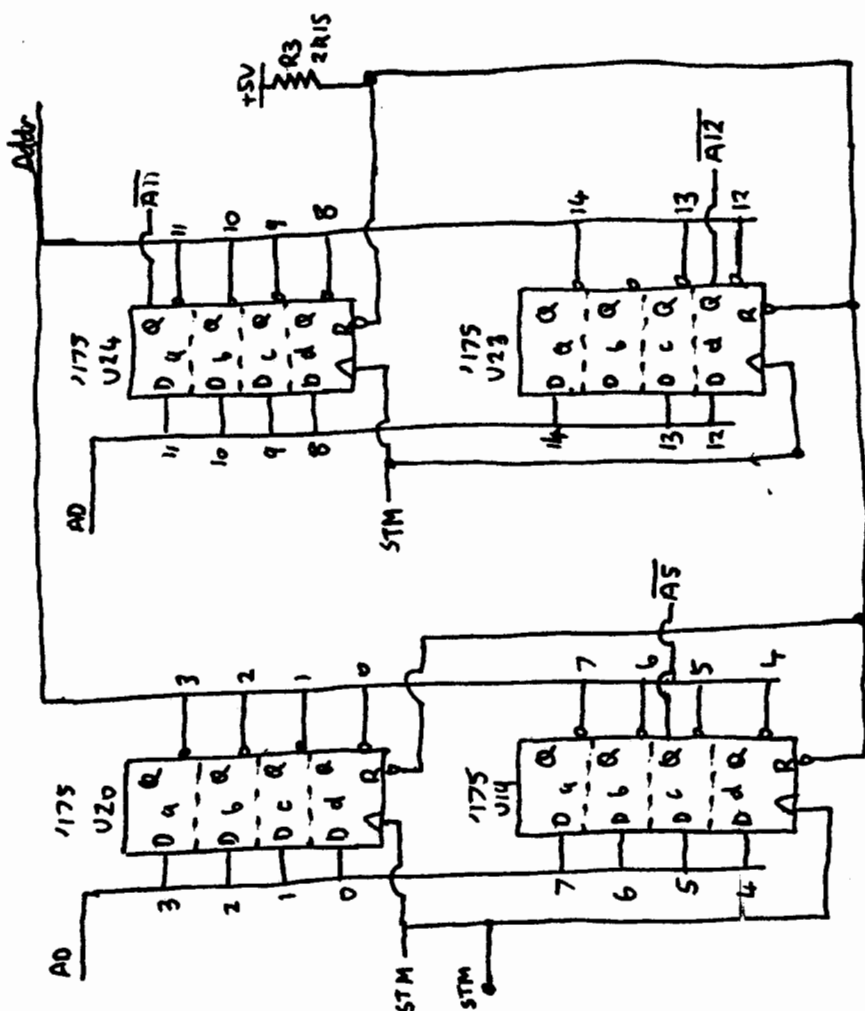 Addr
+5V
R3
2R15
A11
A12
A5
'175
U24
D a Q
D b Q
D c Q
D d Q
R
11
10
9
8
11
10
9
8
AD
STM
'175
U23
D a Q
D b Q
D c Q
D d Q
R
14
13
12
14
13
12
'175
U20
D a Q
D b Q
D c Q
D d Q
R
3
2
1
0
3
2
1
0
AD
STM
STM
'175
U19
D a Q
D b Q
D c Q
D d Q
R
7
6
5
4
7
6
5
4